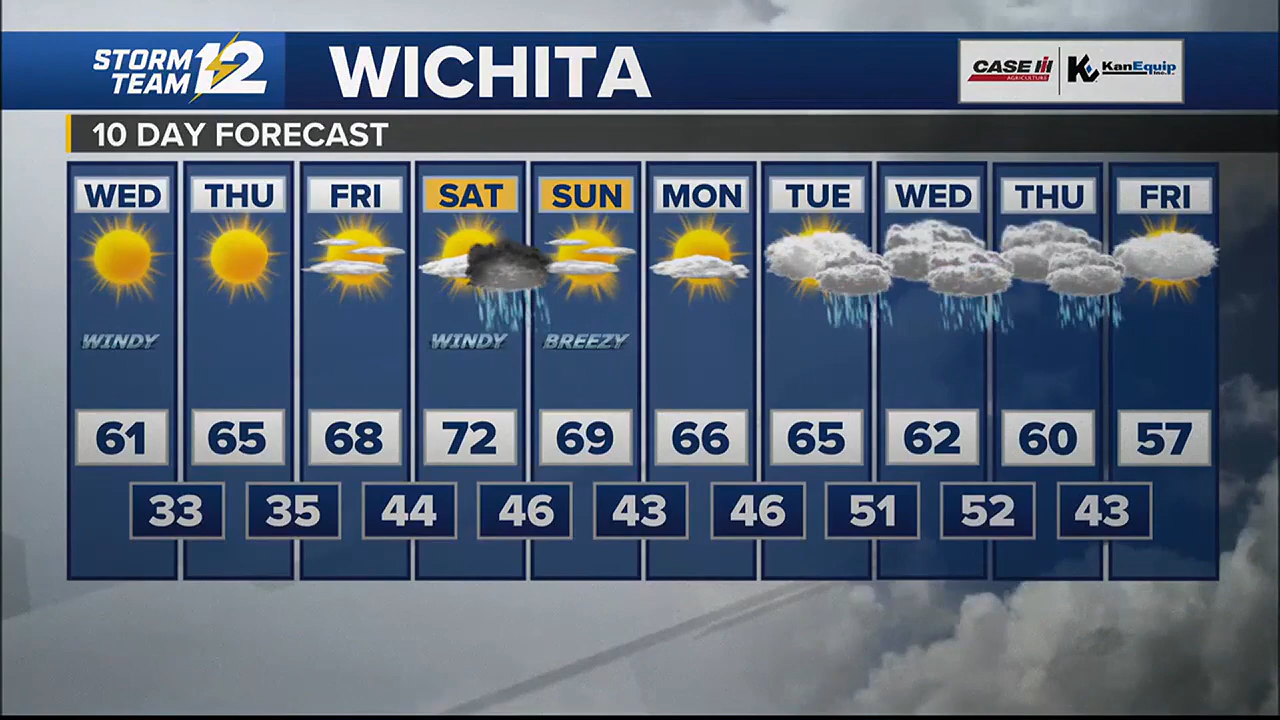 STORM
TEAM 12
WICHITA
CASE IH
AGRICULTURE
KanEquip
Inc.
10 DAY FORECAST
WED THU FRI SAT SUN MON TUE WED THU FRI
WINDY WINDY BREEZY
61 65 68 72 69 66 65 62 60 57
33 35 44 46 43 46 51 52 43